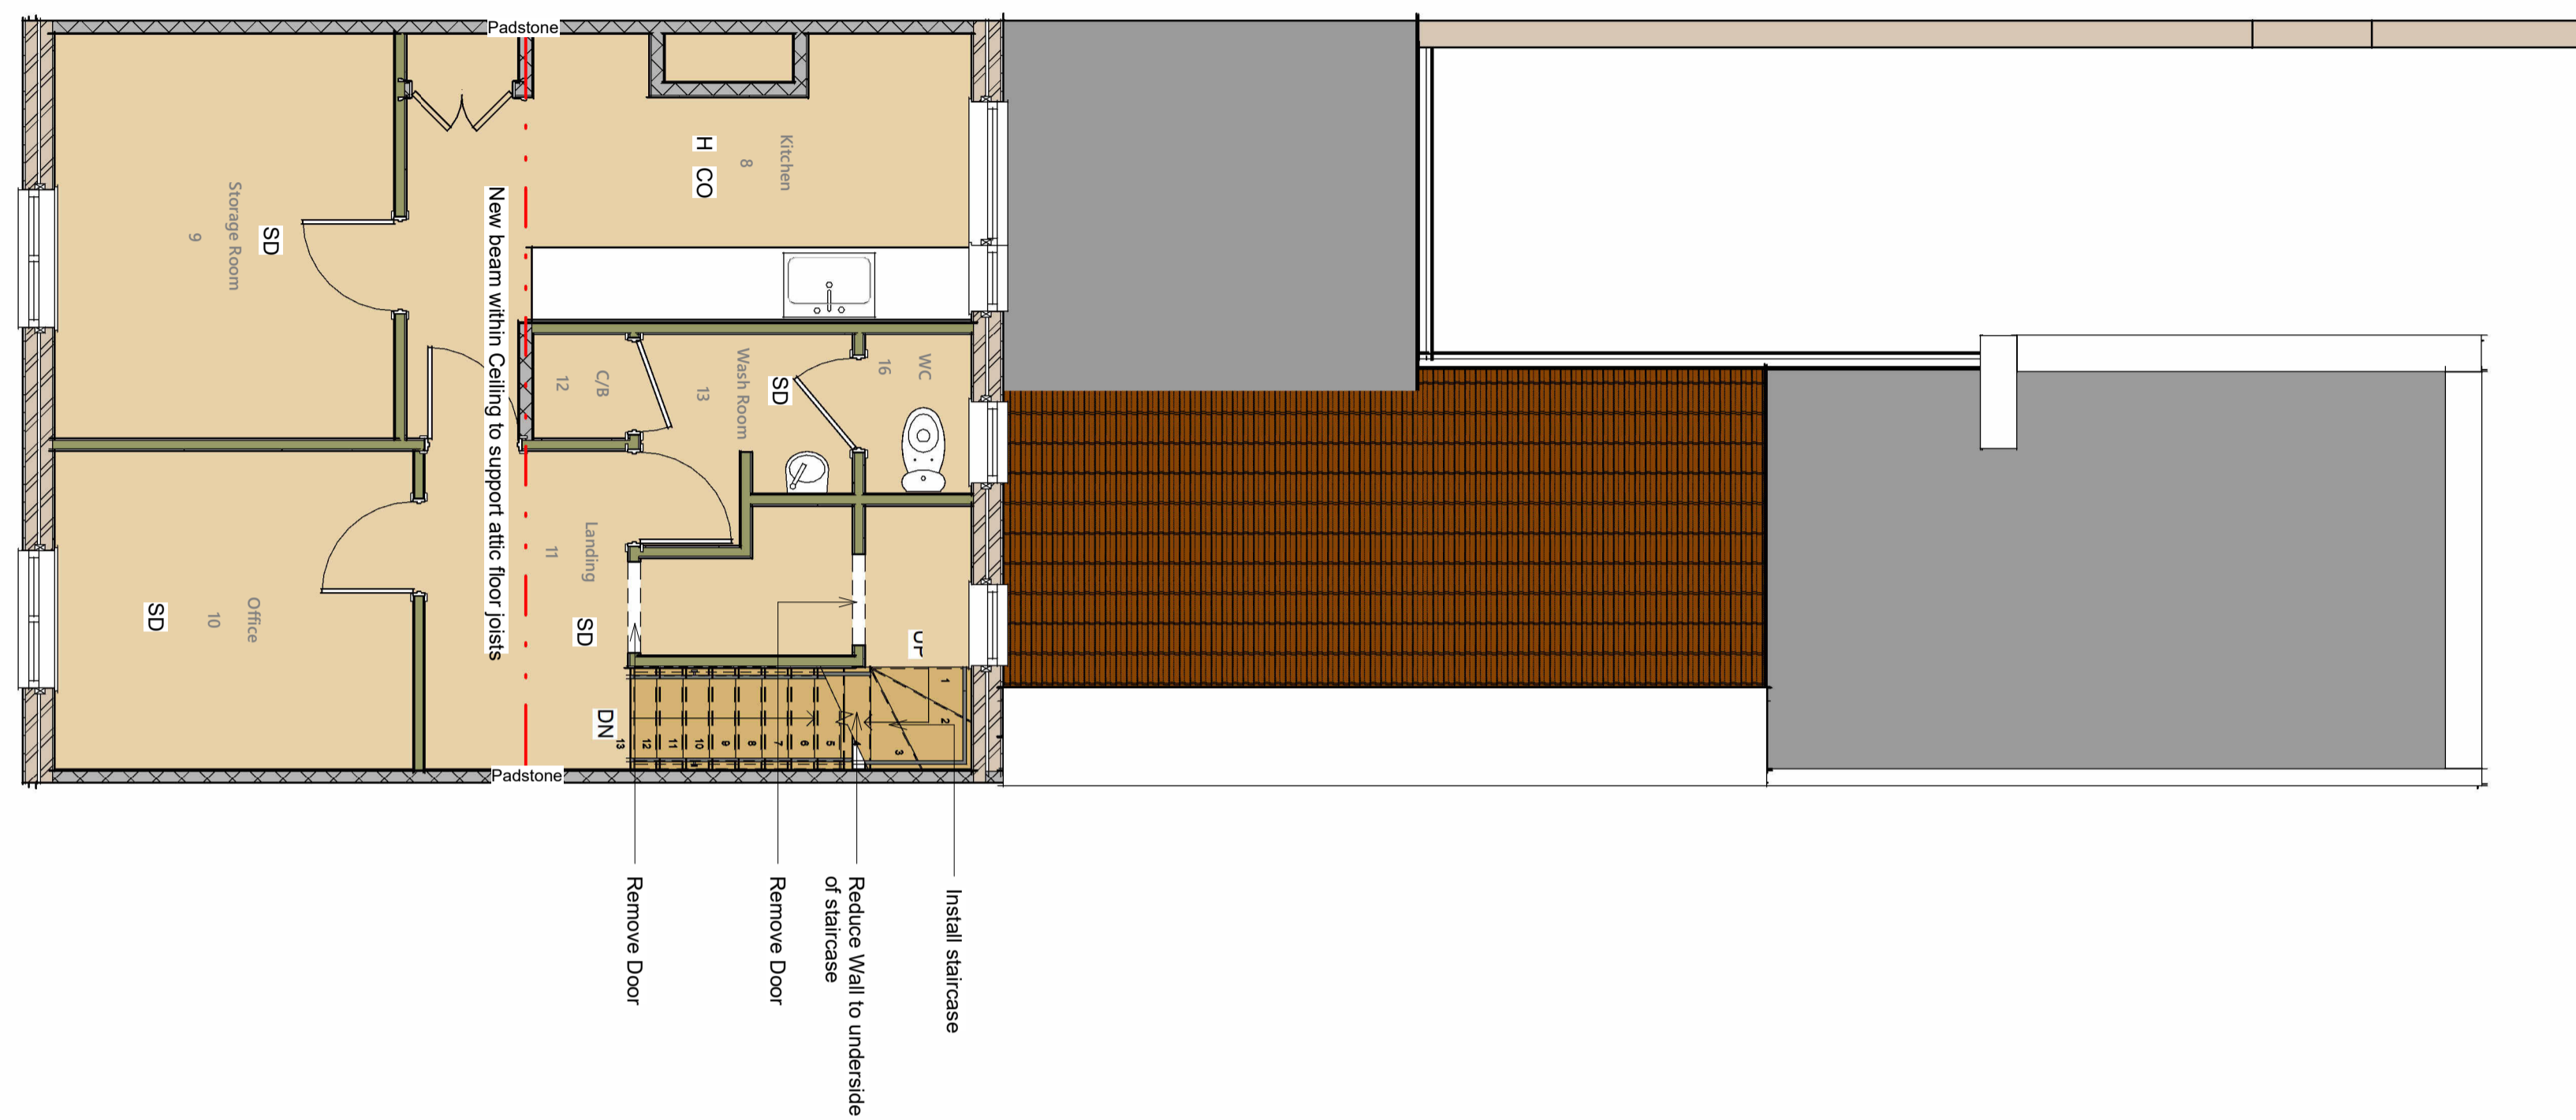 Padstone
Kitchen
8
H
CO
Storage Room
9
SD
New beam within Ceiling to support attic floor joists
C/B
12
Wash Room
13
SD
WC
16
Landing
11
SD
Office
10
SD
UP
DN
13
12
11
10
9
8
7
6
5
4
3
2
1
Padstone
Remove Door
Remove Door
Reduce Wall to underside
of staircase
Install staircase